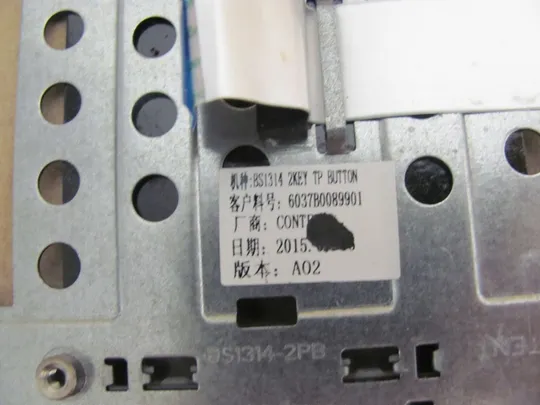 机种:BS1314 2KEY TP BUTTON
客户料号: 6037B0089901
厂商:
日期: 2015.
版本: A02
BS1314-2PB